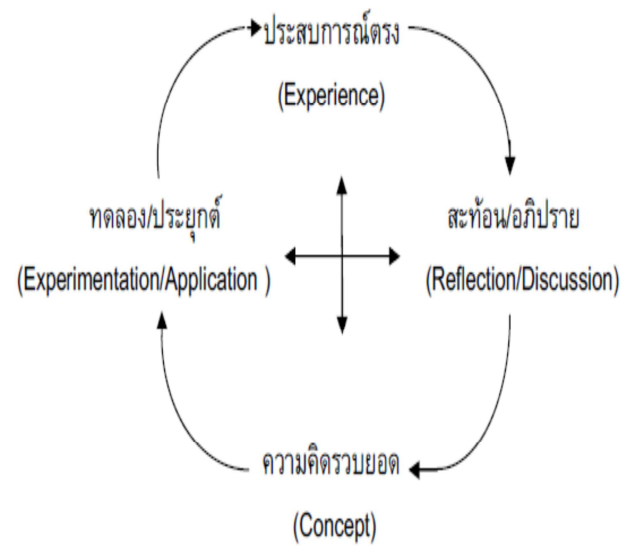 ประสบการณ์ตรง
(Experience)
ทดลอง/ประยุกต์
(Experimentation/Application )
สะท้อน/อภิปราย
(Reflection/Discussion)
ความคิดรวบยอด
(Concept)